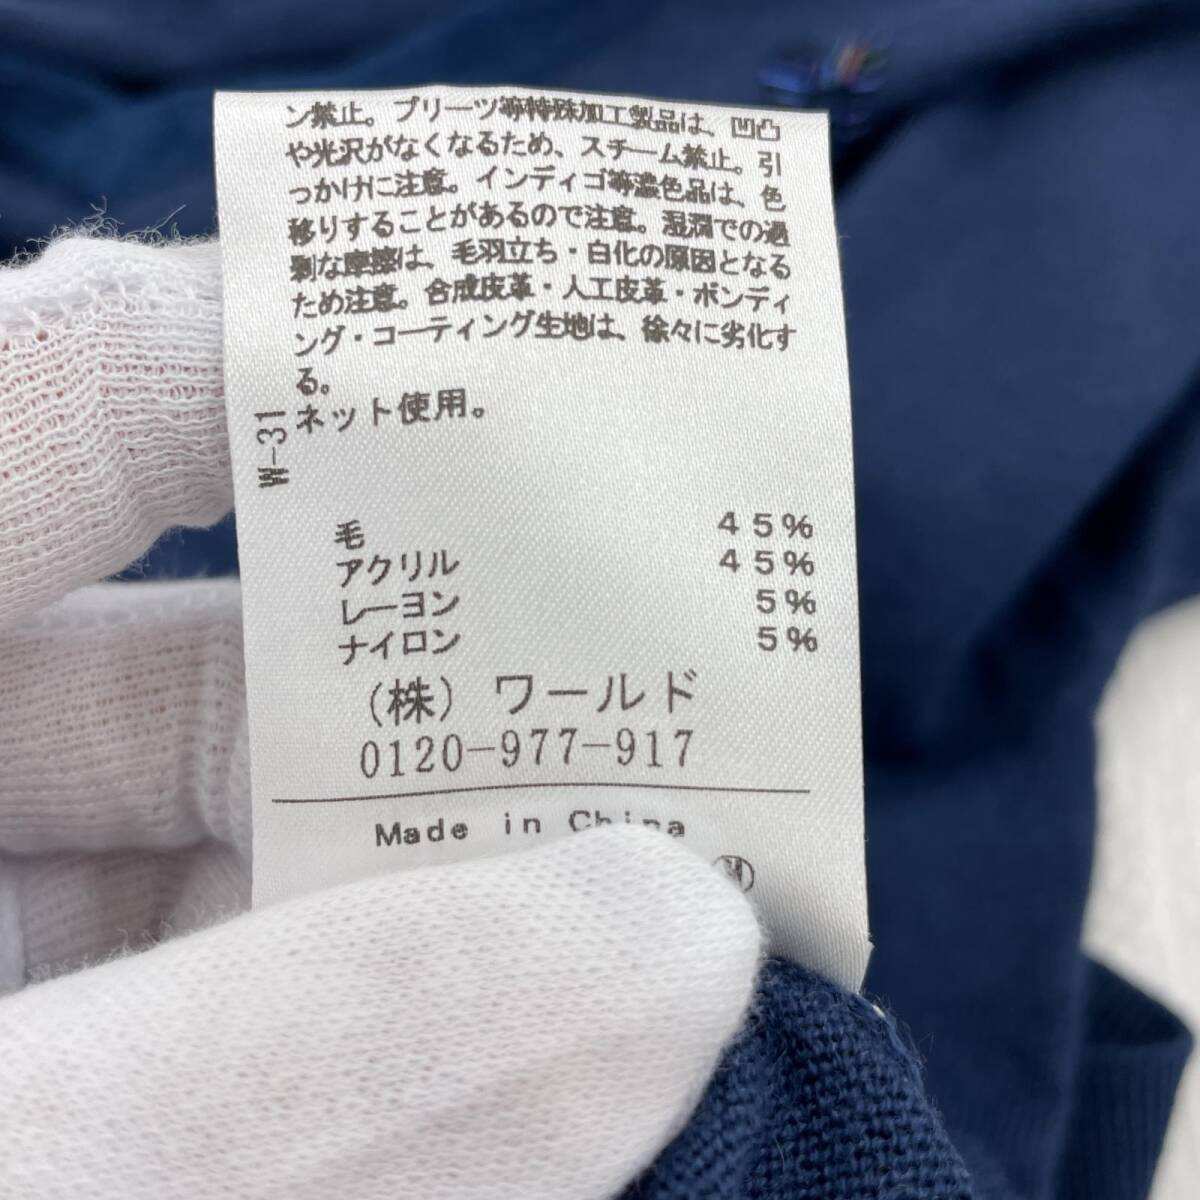 ン禁止。プリーツ等特殊加工製品は、凹凸
や光沢がなくなるため、スチーム禁止。引
っかけに注意。インディゴ等濃色品は、色
移りすることがあるので注意。湿潤での過
剰な摩擦は、毛羽立ち・白化の原因となる
ため注意。合成皮革・人工皮革・ボンディ
ング・コーティング生地は、徐々に劣化す
る。
ネット使用。
W-31
毛 45%
アクリル 45%
レーヨン 5%
ナイロン 5%
（株）ワールド
0120-977-917
Made in China
M